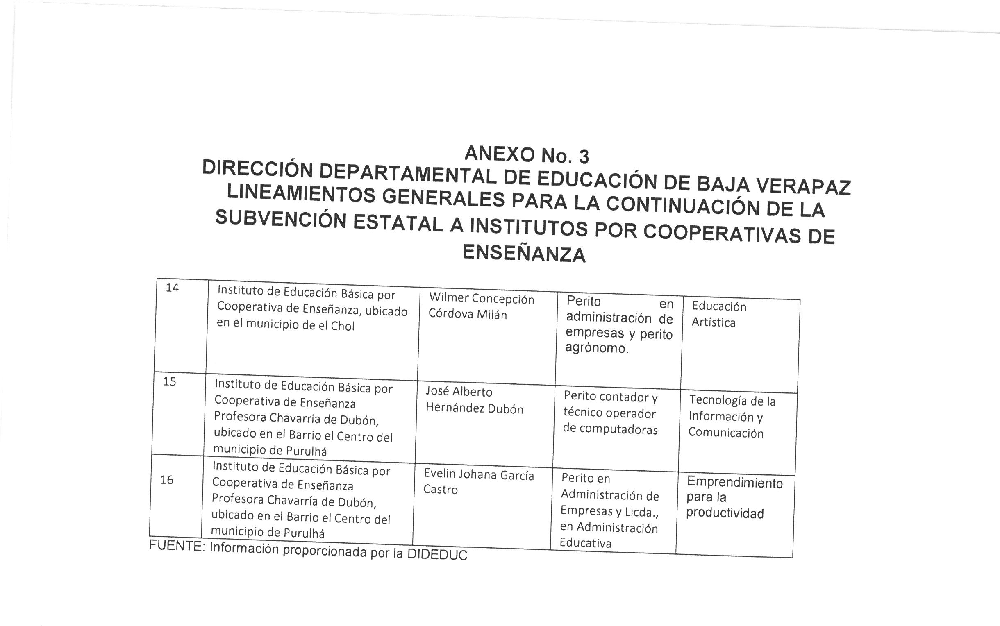 ANEXO No. 3
DIRECCIÓN DEPARTAMENTAL DE EDUCACIÓN DE BAJA VERAPAZ
LINEAMIENTOS GENERALES PARA LA CONTINUACIÓN DE LA
SUBVENCIÓN ESTATAL A INSTITUTOS POR COOPERATIVAS DE
ENSEÑANZA
14
Instituto de Educación Básica por
Cooperativa de Enseñanza, ubicado
en el municipio de el Chol
Wilmer Concepción
Córdova Milán
Perito en
administración de
empresas y perito
agrónomo.
Educación
Artística
15
Instituto de Educación Básica por
Cooperativa de Enseñanza
Profesora Chavarría de Dubón,
ubicado en el Barrio el Centro del
municipio de Purulhá
José Alberto
Hernández Dubón
Perito contador y
técnico operador
de computadoras
Tecnología de la
Información y
Comunicación
16
Instituto de Educación Básica por
Cooperativa de Enseñanza
Profesora Chavarría de Dubón,
ubicado en el Barrio el Centro del
municipio de Purulhá
Evelin Johana García
Castro
Perito en
Administración de
Empresas y Licda.,
en Administración
Educativa
Emprendimiento
para la
productividad
FUENTE: Información proporcionada por la DIDEDUC